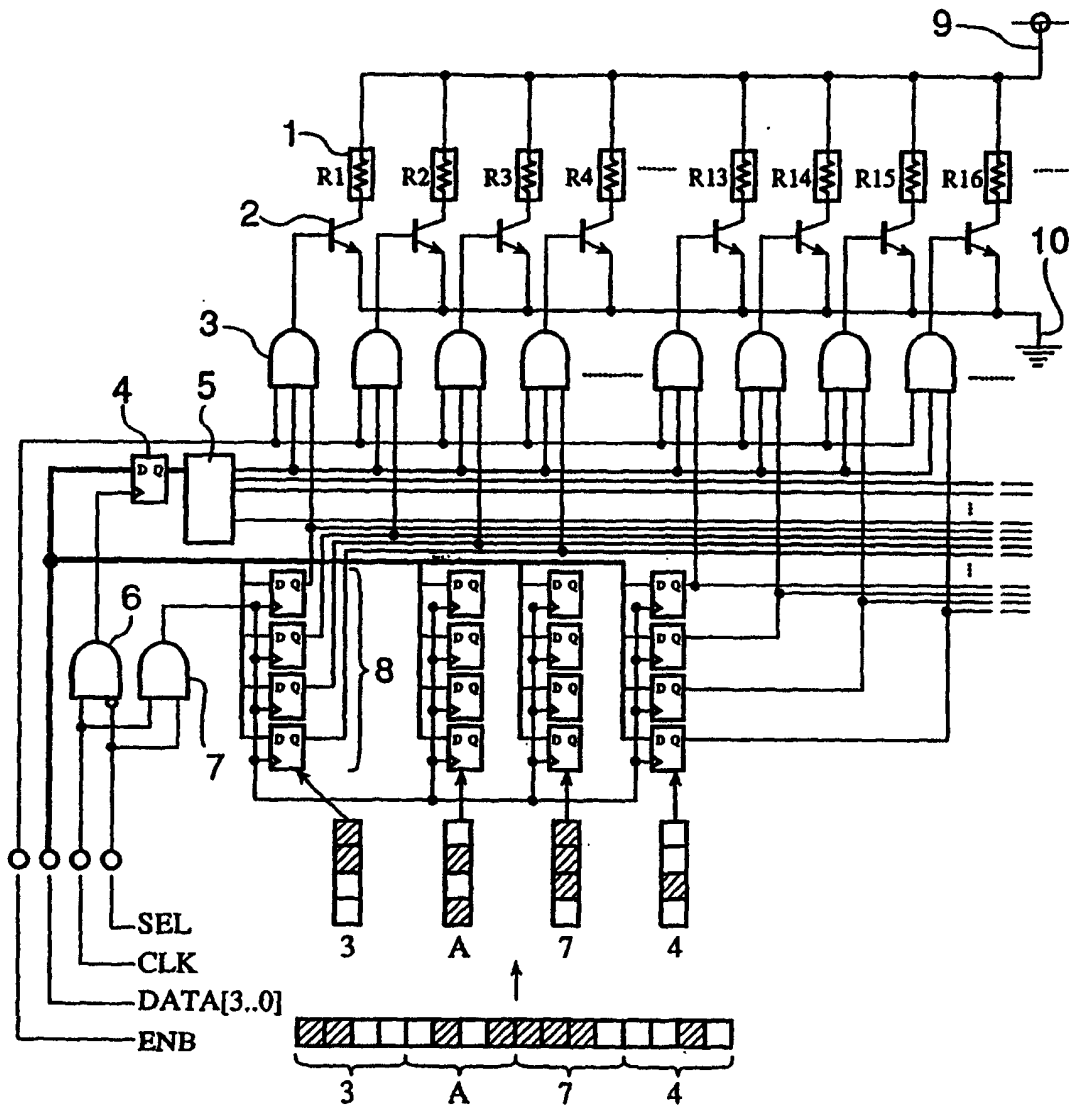 9
1
R1 R2 R3 R4 R13 R14 R15 R16
2
10
3
4 5
D Q
D Q D Q D Q D Q
6
D Q D Q D Q D Q
8
D Q D Q D Q D Q
7
D Q D Q D Q D Q
SEL
3 A 7 4
CLK
DATA[3..0]
ENB
3 A 7 4